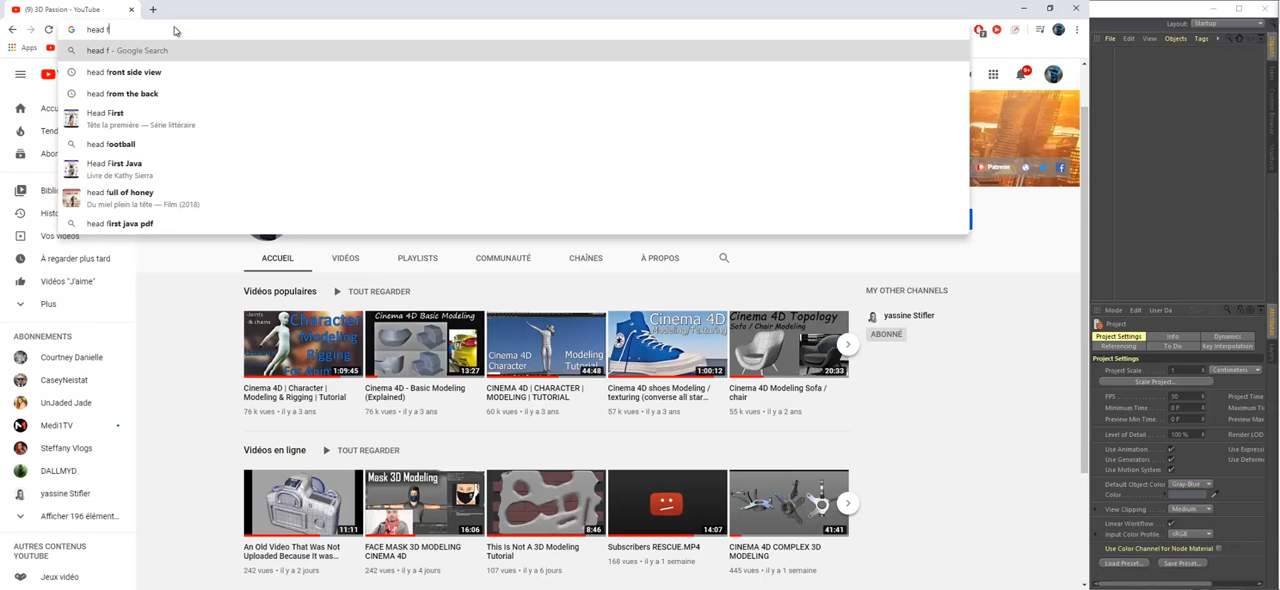 (9) 3D Passion - YouTube
Layout: Startup
head f
File Edit View Objects Tags
Apps
head f - Google Search
head front side view
head from the back
Head First
Tête la première — Série littéraire
head football
Head First Java
Livre de Kathy Sierra
head full of honey
Du miel plein la tête — Film (2018)
head first java pdf
Accu
Tend
Abon
Bibli
Histo
Vos vidéos
À regarder plus tard
Vidéos "J'aime"
Plus
ABONNEMENTS
Courtney Danielle
CaseyNeistat
UnJaded Jade
Medi1TV
Steffany Vlogs
DALLMYD
yassine Stifler
Afficher 196 élément...
AUTRES CONTENUS YOUTUBE
Jeux vidéo
9+
Patreon
ACCUEIL VIDÉOS PLAYLISTS COMMUNAUTÉ CHAÎNES À PROPOS
Vidéos populaires TOUT REGARDER
MY OTHER CHANNELS
yassine Stifler
ABONNÉ
-Joints
-Ik chains
Character
Modeling
Rigging
For Anim
1:09:45
Cinema 4D Basic Modeling
13:27
CINEMA 4D
Character
Modeling
Tutorial
44:48
Cinema 4D
Modeling/Texturing
1:00:12
Cinema 4D Topology
Sofa / Chair Modeling
20:33
Cinema 4D | Character | Modeling & Rigging | Tutorial
76 k vues • il y a 3 ans
Cinema 4D - Basic Modeling (Explained)
76 k vues • il y a 3 ans
CINEMA 4D | CHARACTER | MODELING | TUTORIAL
60 k vues • il y a 3 ans
Cinema 4D shoes Modeling / texturing (converse all star...
57 k vues • il y a 3 ans
Cinema 4D Modeling Sofa / chair
55 k vues • il y a 2 ans
Vidéos en ligne TOUT REGARDER
11:11
Mask 3D Modeling
16:06
8:46
14:07
41:41
An Old Video That Was Not Uploaded Because It was...
242 vues • il y a 2 jours
FACE MASK 3D MODELING CINEMA 4D
242 vues • il y a 4 jours
This Is Not A 3D Modeling Tutorial
107 vues • il y a 6 jours
Subscribers RESCUE.MP4
168 vues • il y a 1 semaine
CINEMA 4D COMPLEX 3D MODELING
445 vues • il y a 1 semaine
Mode Edit User Da
Project
Project Settings Info Dynamics
Referencing To Do Key Interpolation
Project Settings
Project Scale 1 Centimeters
Scale Project...
FPS 30 Project Time
Minimum Time 0 F Maximum Ti
Preview Min Time 0 F Preview Max
Level of Detail 100 % Render LOD
Use Animation Use Expressi
Use Generators Use Deforme
Use Motion System
Default Object Color Gray-Blue
Color
View Clipping Medium
Linear Workflow
Input Color Profile sRGB
Use Color Channel for Node Material
Load Preset... Save Preset...